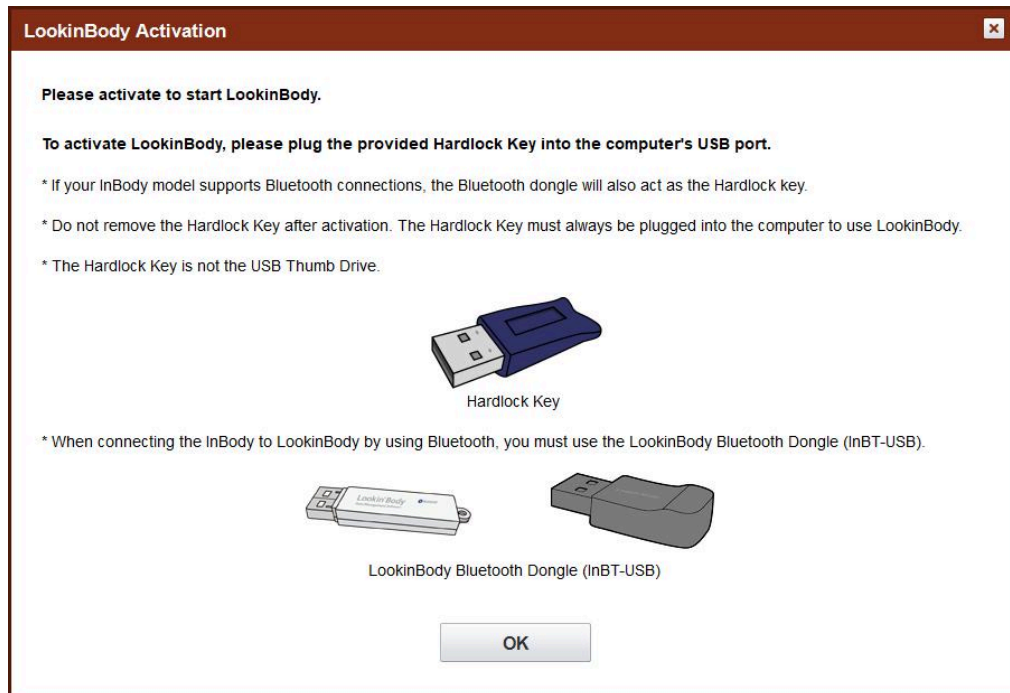 LookinBody Activation
Please activate to start LookinBody.
To activate LookinBody, please plug the provided Hardlock Key into the computer's USB port.
* If your InBody model supports Bluetooth connections, the Bluetooth dongle will also act as the Hardlock key.
* Do not remove the Hardlock Key after activation. The Hardlock Key must always be plugged into the computer to use LookinBody.
* The Hardlock Key is not the USB Thumb Drive.
Hardlock Key
* When connecting the InBody to LookinBody by using Bluetooth, you must use the LookinBody Bluetooth Dongle (InBT-USB).
Lookin'Body
LookinBody Bluetooth Dongle (InBT-USB)
OK